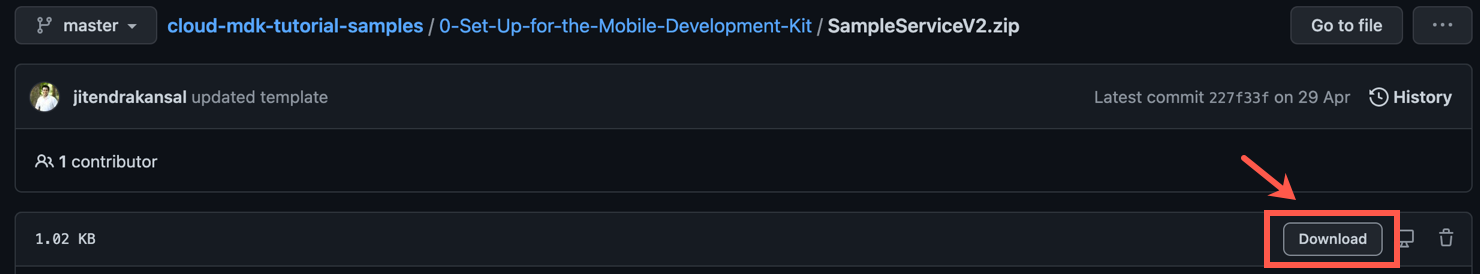 master cloud-mdk-tutorial-samples / 0-Set-Up-for-the-Mobile-Development-Kit / SampleServiceV2.zip Go to file ...
jitendrakansal updated template Latest commit 227f33f on 29 Apr History
1 contributor
1.02 KB Download